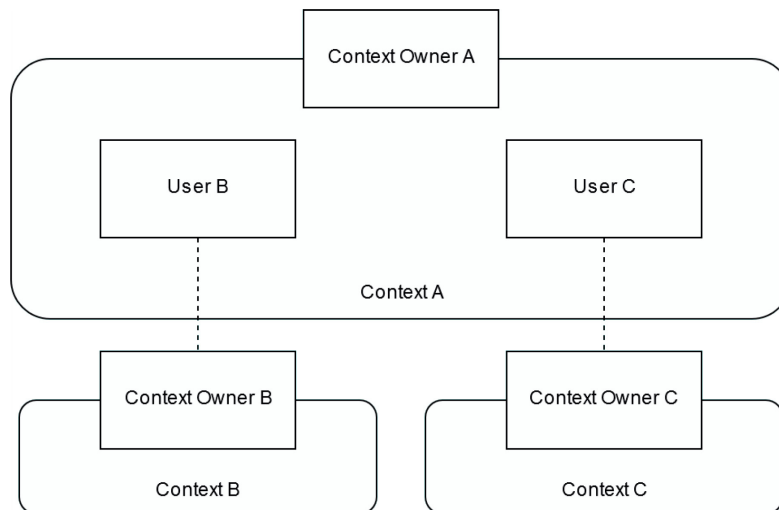 Context Owner A
User B
User C
Context A
Context Owner B
Context Owner C
Context B
Context C